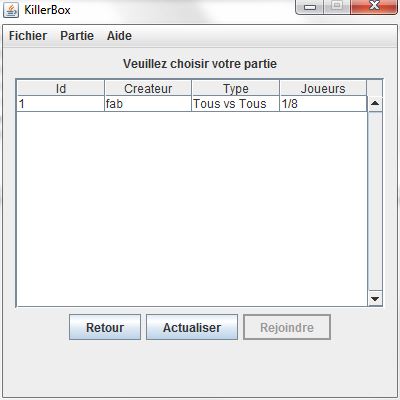 KillerBox
Fichier Partie Aide
Veuillez choisir votre partie
Id Createur Type Joueurs
1 fab Tous vs Tous 1/8
Retour Actualiser Rejoindre